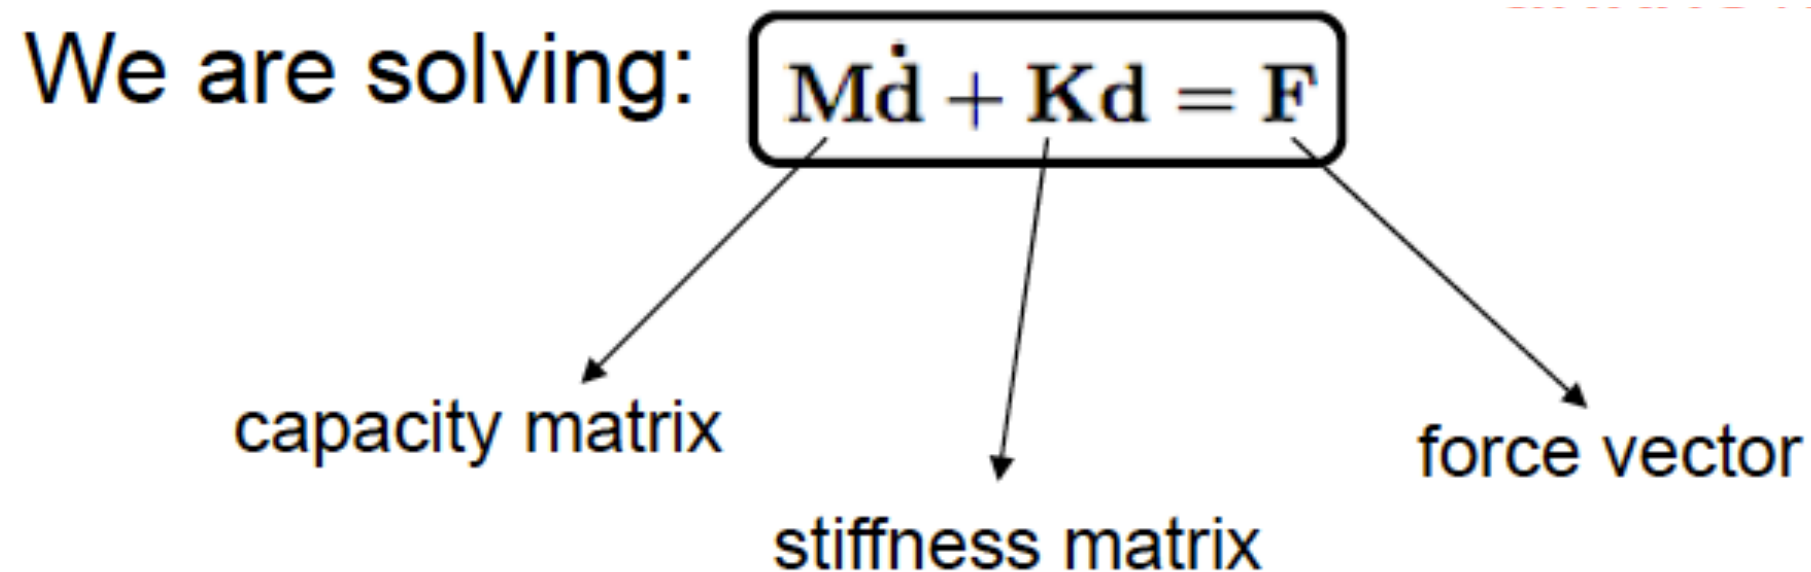 We are solving: Mḋ + Kd = F
capacity matrix
force vector
stiffness matrix